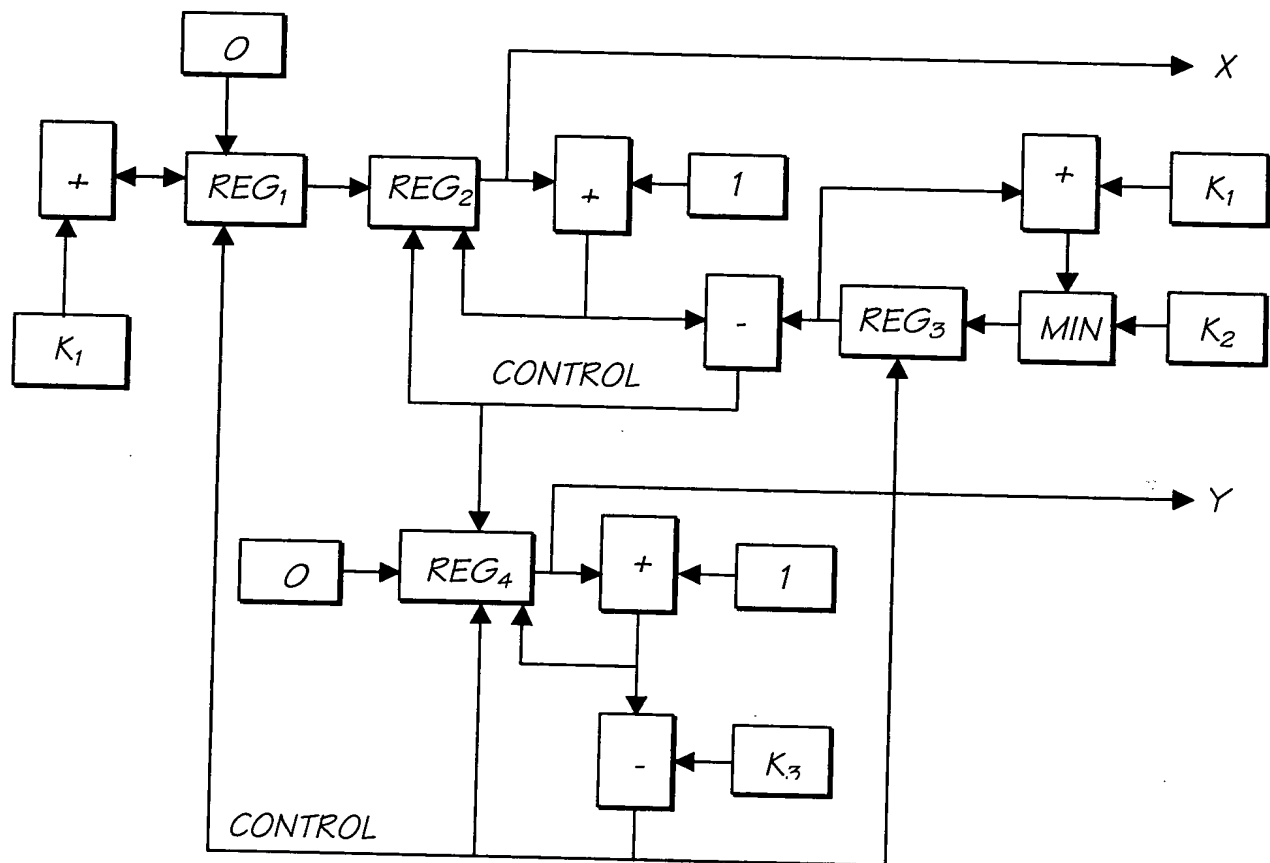 0
X
+
REG₁
REG₂
+
1
+
K₁
K₁
-
REG₃
MIN
K₂
CONTROL
Y
0
REG₄
+
1
-
K₃
CONTROL